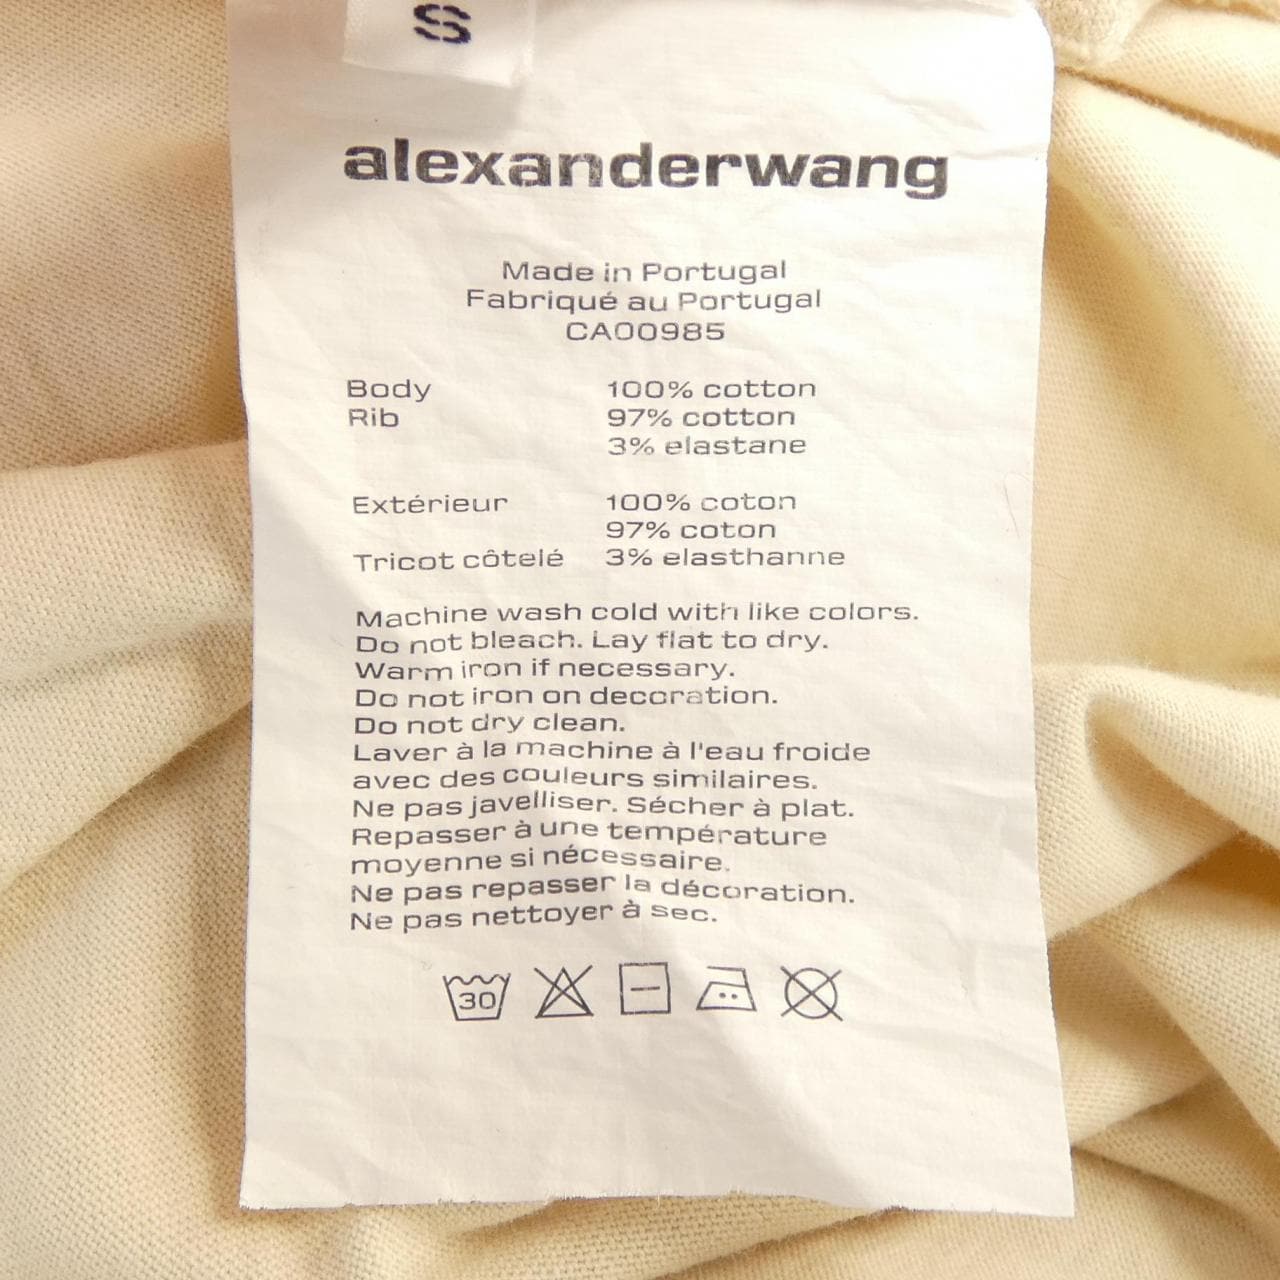 S
alexanderwang
Made in Portugal
Fabriqué au Portugal
CA00985
Body 100% cotton
Rib 97% cotton
3% elastane
Extérieur 100% coton
97% coton
Tricot côtelé 3% elasthanne
Machine wash cold with like colors.
Do not bleach. Lay flat to dry.
Warm iron if necessary.
Do not iron on decoration.
Do not dry clean.
Laver à la machine à l'eau froide
avec des couleurs similaires.
Ne pas javelliser. Sécher à plat.
Repasser à une température
moyenne si nécessaire.
Ne pas repasser la décoration.
Ne pas nettoyer à sec.
30